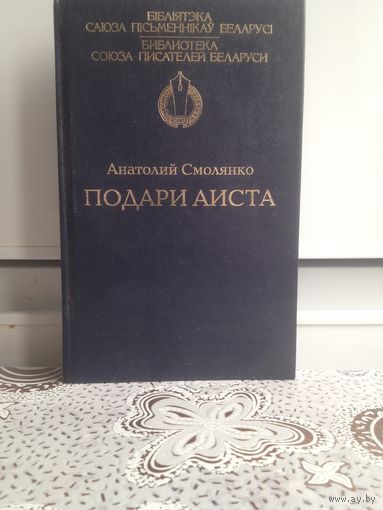 БІБЛІЯТЭКА
САЮЗА ПІСЬМЕННІКАЎ БЕЛАРУСІ
БИБЛИОТЕКА
СОЮЗА ПИСАТЕЛЕЙ БЕЛАРУСИ
Анатолий Смолянко
ПОДАРИ АИСТА
www.ay.by